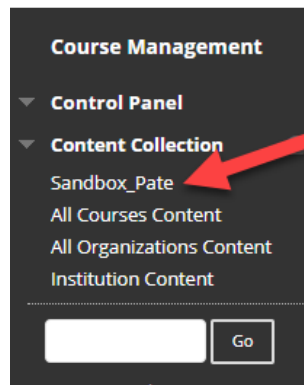 Course Management
Control Panel
Content Collection
Sandbox_Pate
All Courses Content
All Organizations Content
Institution Content
Go